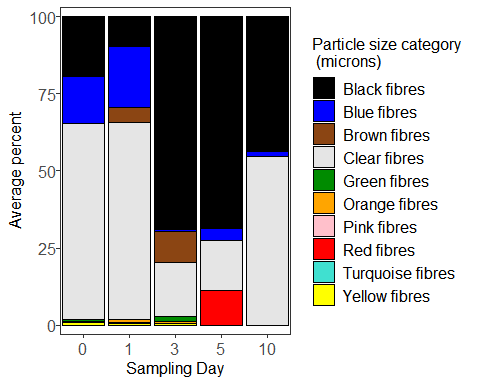 100
75
50
25
0
Average percent
0 1 3 5 10
Sampling Day
Particle size category
(microns)
Black fibres
Blue fibres
Brown fibres
Clear fibres
Green fibres
Orange fibres
Pink fibres
Red fibres
Turquoise fibres
Yellow fibres